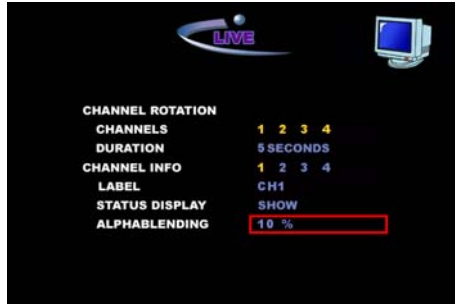 LIVE
CHANNEL ROTATION
CHANNELS 1 2 3 4
DURATION 5 SECONDS
CHANNEL INFO 1 2 3 4
LABEL CH1
STATUS DISPLAY SHOW
ALPHABLENDING 10 %